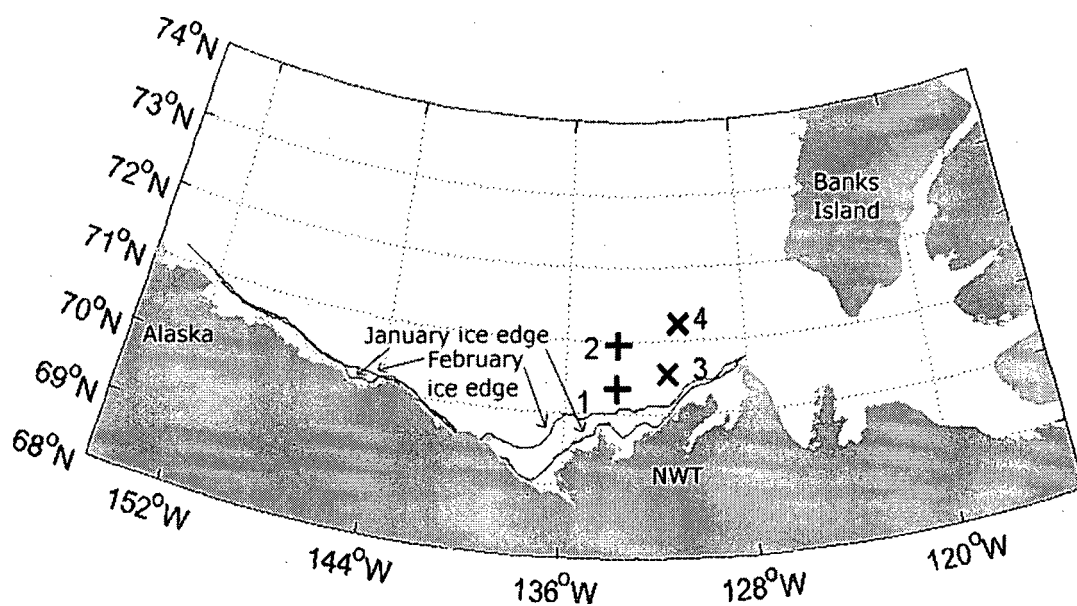 74°N
73°N
72°N
71°N
70°N
69°N
68°N
Banks
Island
Alaska
January ice edge
February
ice edge
2
4
1
3
NWT
152°W
144°W
136°W
128°W
120°W